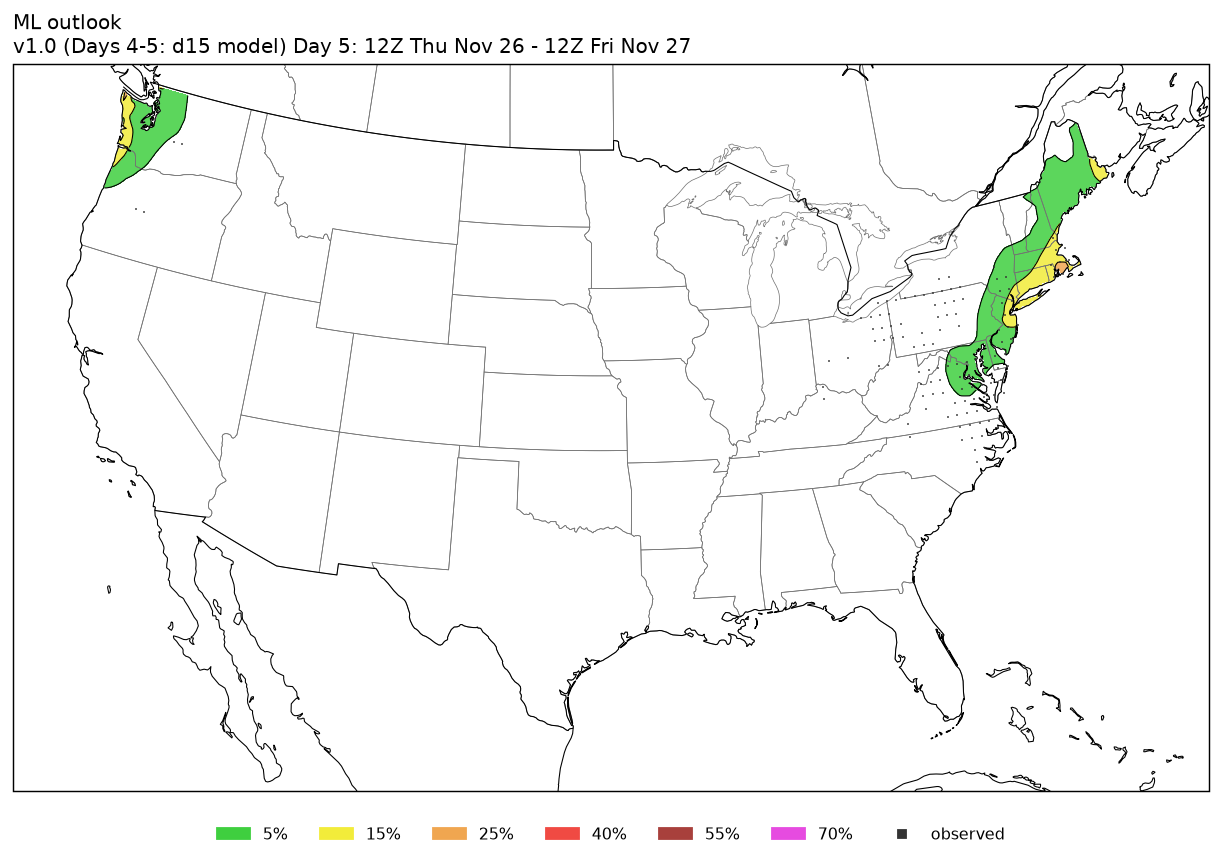 ML outlook
v1.0 (Days 4-5: d15 model) Day 5: 12Z Thu Nov 26 - 12Z Fri Nov 27
5% 15% 25% 40% 55% 70% observed